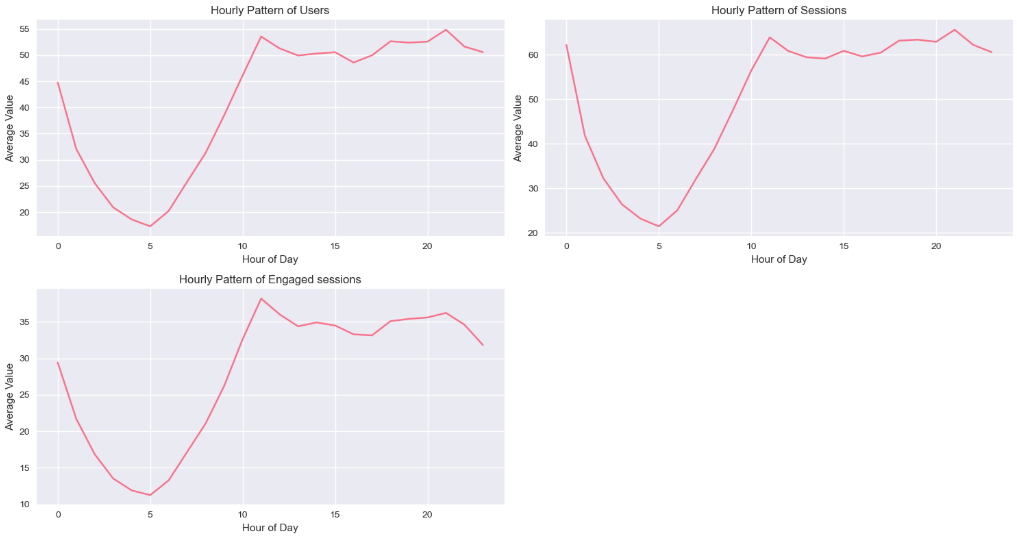 Hourly Pattern of Users
55
50
45
40
35
30
25
20
Average Value
0 5 10 15 20
Hour of Day
Hourly Pattern of Sessions
60
50
40
30
20
Average Value
0 5 10 15 20
Hour of Day
Hourly Pattern of Engaged sessions
35
30
25
20
15
10
Average Value
0 5 10 15 20
Hour of Day